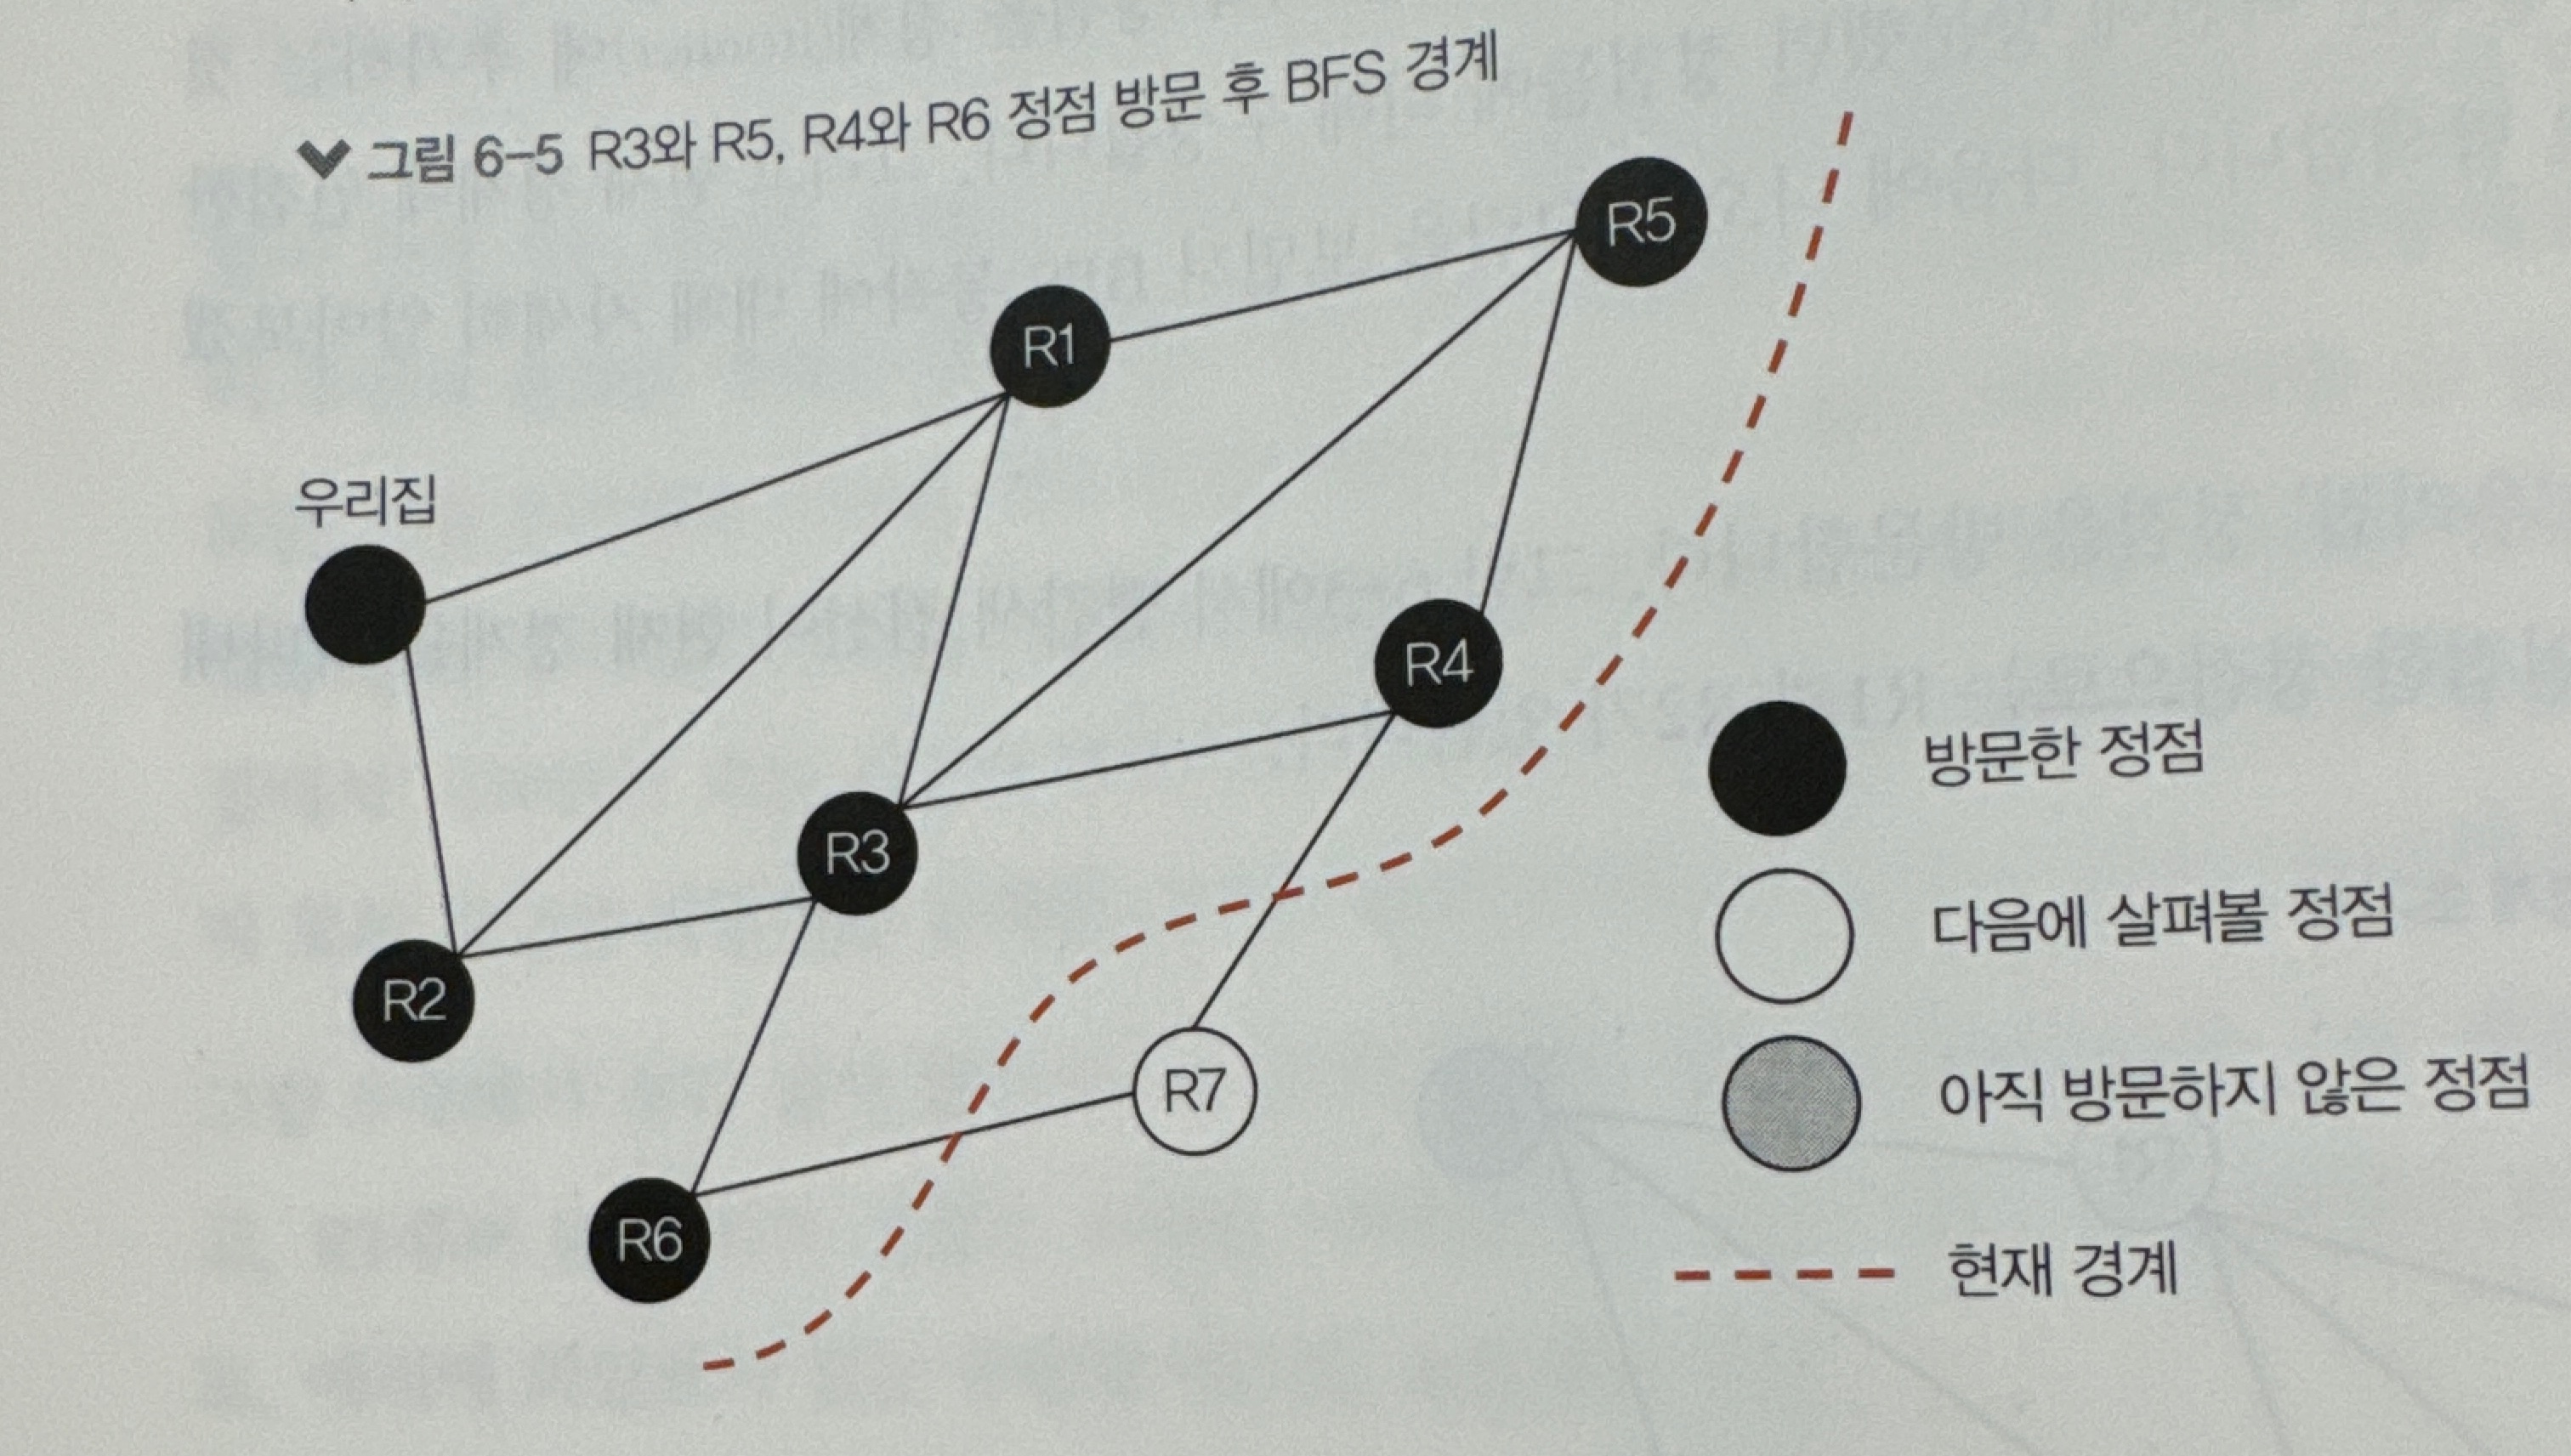 그림 6-5 R3와 R5, R4와 R6 정점 방문 후 BFS 경계
R5
R1
우리집
R4
R3
R2
R7
R6
방문한 정점
다음에 살펴볼 정점
아직 방문하지 않은 정점
현재 경계